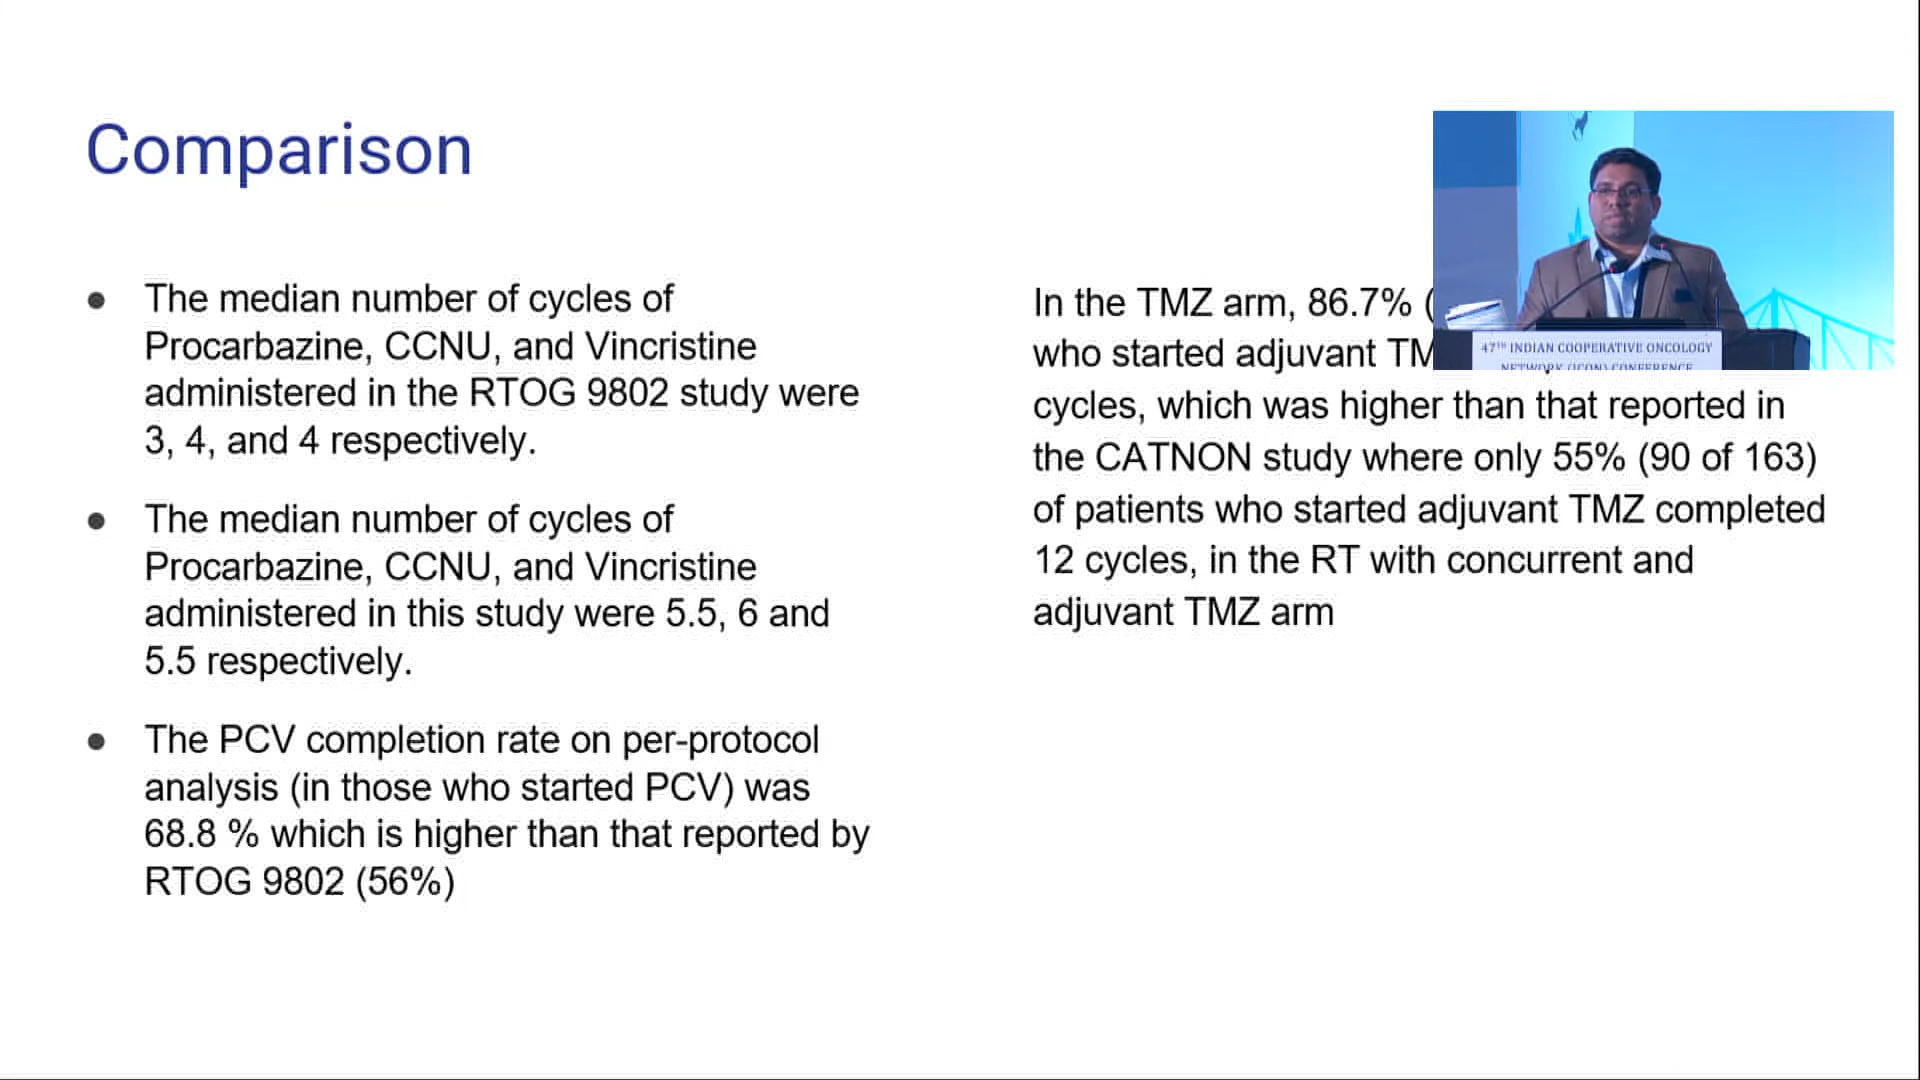 Comparison
The median number of cycles of
Procarbazine, CCNU, and Vincristine
administered in the RTOG 9802 study were
3, 4, and 4 respectively.
The median number of cycles of
Procarbazine, CCNU, and Vincristine
administered in this study were 5.5, 6 and
5.5 respectively.
The PCV completion rate on per-protocol
analysis (in those who started PCV) was
68.8 % which is higher than that reported by
RTOG 9802 (56%)
In the TMZ arm, 86.7% (
who started adjuvant
cycles, which was higher than that reported in
the CATNON study where only 55% (90 of 163)
of patients who started adjuvant TMZ completed
12 cycles, in the RT with concurrent and
adjuvant TMZ arm
47TH INDIAN COOPERATIVE ONCOLOGY
NETWORK (ICON) CONFERENCE